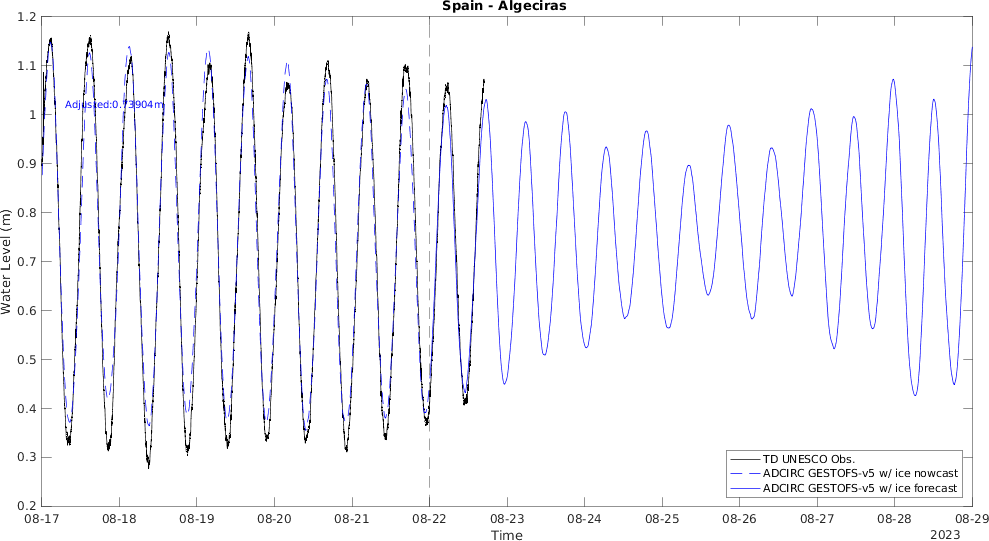 Spain - Algeciras
1.2
1.1
1
0.9
0.8
0.7
0.6
0.5
0.4
0.3
0.2
Water Level (m)
Adjusted:0.73904m
TD UNESCO Obs.
ADCIRC GESTOFS-v5 w/ ice nowcast
ADCIRC GESTOFS-v5 w/ ice forecast
08-17 08-18 08-19 08-20 08-21 08-22 08-23 08-24 08-25 08-26 08-27 08-28 08-29
Time
2023